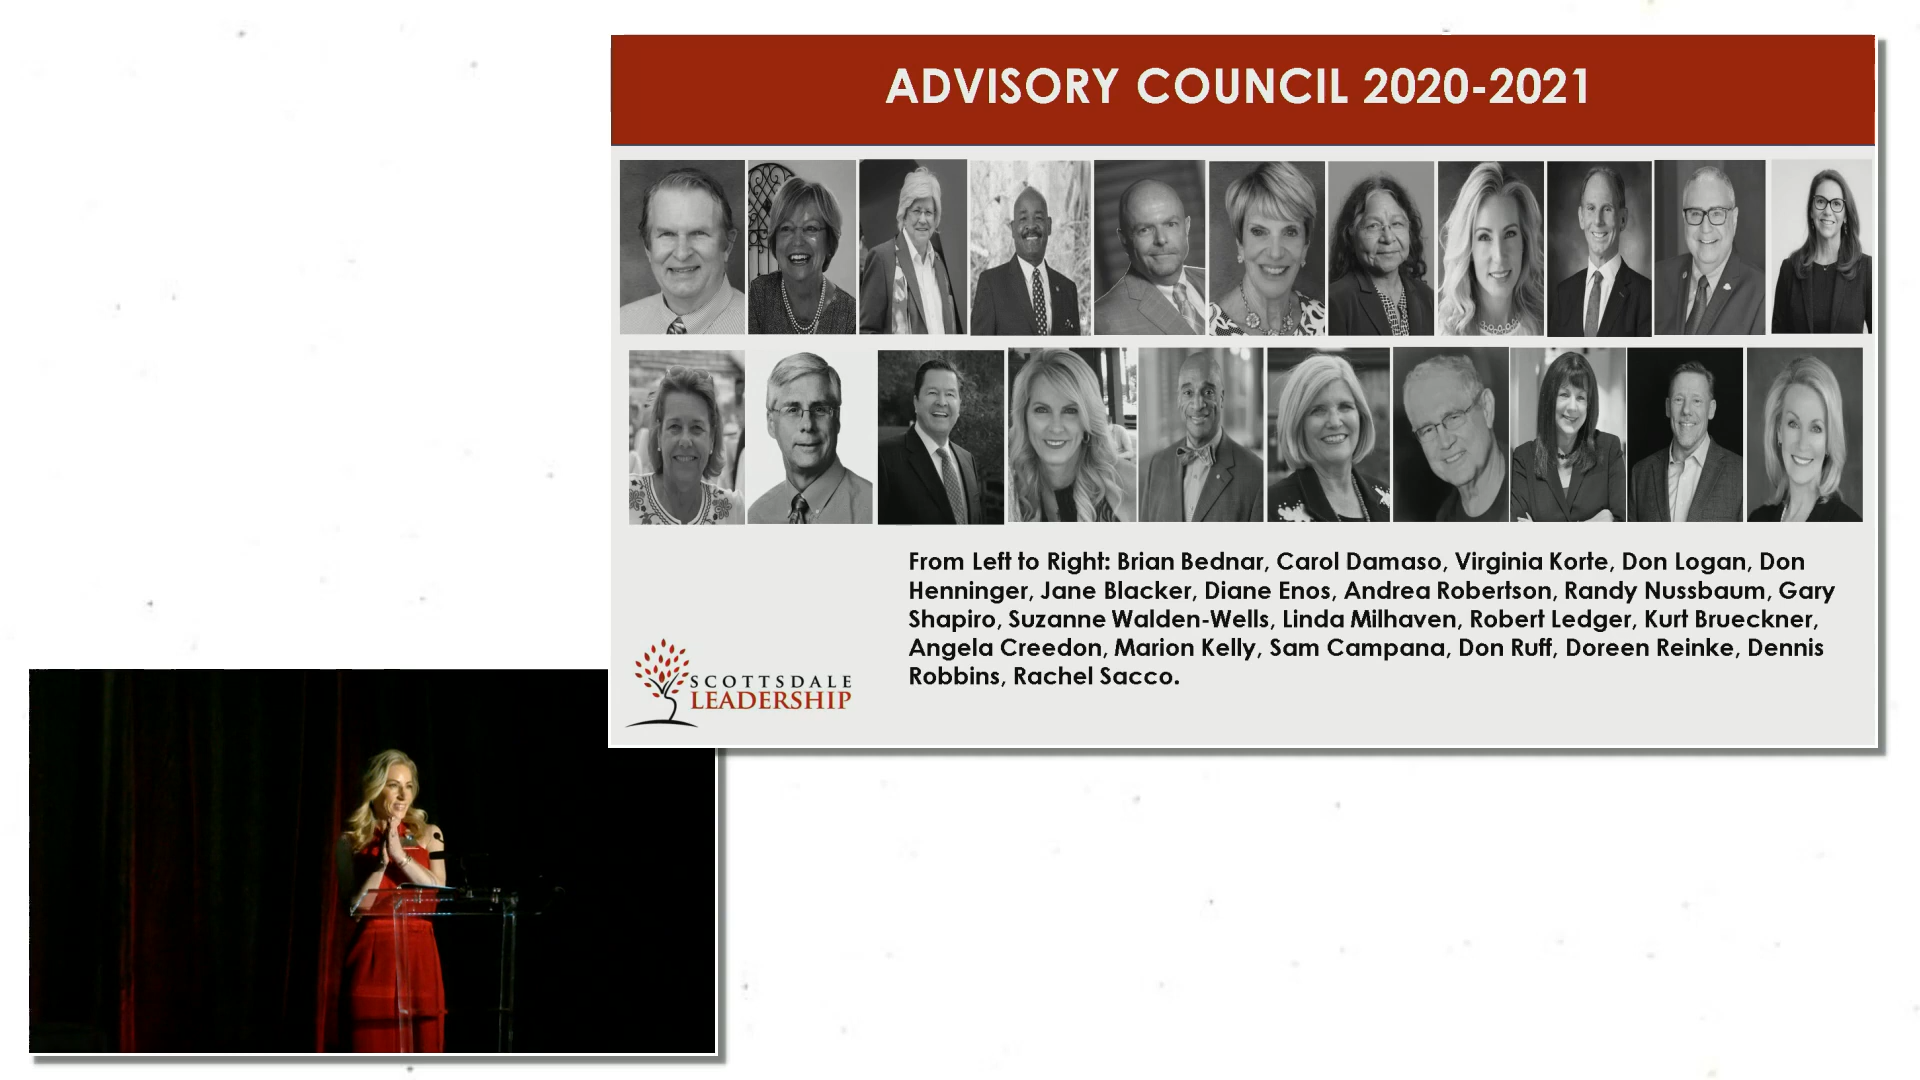 ADVISORY COUNCIL 2020-2021
From Left to Right: Brian Bednar, Carol Damaso, Virginia Korte, Don Logan, Don
Henninger, Jane Blacker, Diane Enos, Andrea Robertson, Randy Nussbaum, Gary
Shapiro, Suzanne Walden-Wells, Linda Milhaven, Robert Ledger, Kurt Brueckner,
Angela Creedon, Marion Kelly, Sam Campana, Don Ruff, Doreen Reinke, Dennis
Robbins, Rachel Sacco.
SCOTTSDALE
LEADERSHIP